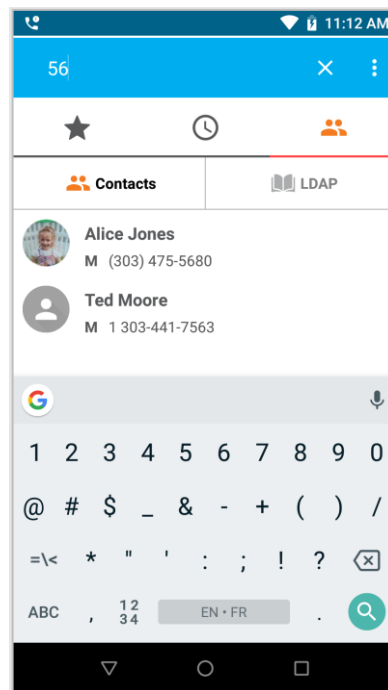 11:12 AM
56
Contacts
LDAP
Alice Jones
M (303) 475-5680
Ted Moore
M 1 303-441-7563
G
1 2 3 4 5 6 7 8 9 0
@ # $ _ & - + ( ) /
=\< * " ' : ; ! ?
ABC , 12 EN • FR .
34